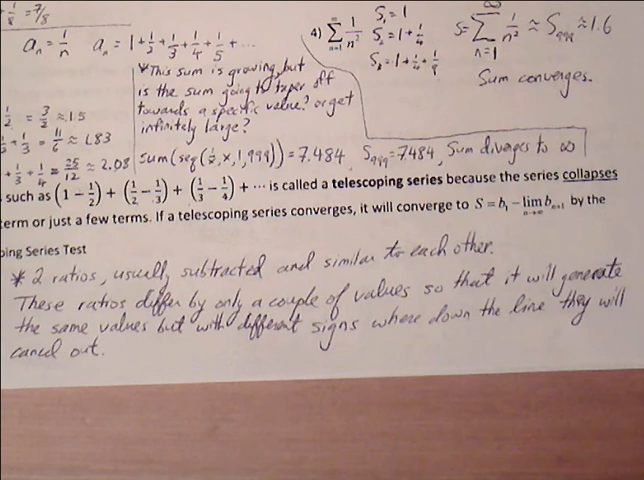 + 1/8 = 7/8
a_n = 1/n a_n = 1 + 1/2 + 1/3 + 1/4 + 1/5 + ...
*This sum is growing, but
is the sum going to taper off
towards a specific value? or get
infinitely large?
1/2 = 3/2 ≈ 1.5
1/3 = 11/6 ≈ 1.83
+ 1/3 + 1/4 = 25/12 ≈ 2.08
sum(seq(1/x, x, 1, 999)) = 7.484
S_999 = 7.484, Sum diverges to ∞
4) ∑_{n=1}^{∞} 1/n²
S_1 = 1
S_2 = 1 + 1/4
S_3 = 1 + 1/4 + 1/9
S = ∑_{n=1}^{∞} 1/n² ≈ S_999 ≈ 1.6
Sum converges.
such as (1 − 1/2) + (1/2 − 1/3) + (1/3 − 1/4) + ⋯ is called a telescoping series because the series collapses
term or just a few terms. If a telescoping series converges, it will converge to S = b_1 − lim_{n→∞} b_{n+1} by the
ping Series Test
* 2 ratios, usually subtracted and similar to each other.
These ratios differ by only a couple of values so that it will generate
the same values but with different signs where down the line they will
cancel out.